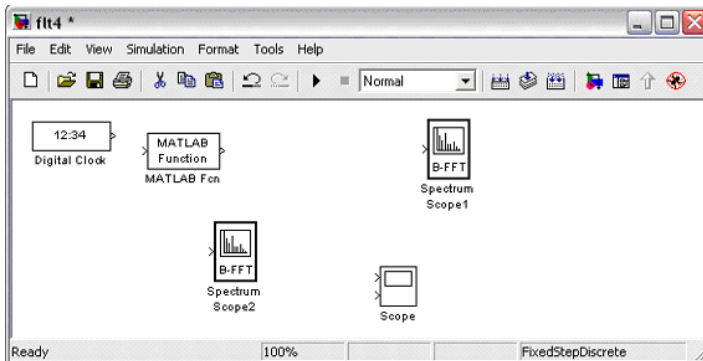 flt4 *
File Edit View Simulation Format Tools Help
Normal
12:34
Digital Clock
MATLAB
Function
MATLAB Fcn
B-FFT
Spectrum
Scope1
B-FFT
Spectrum
Scope2
Scope
Ready 100% FixedStepDiscrete